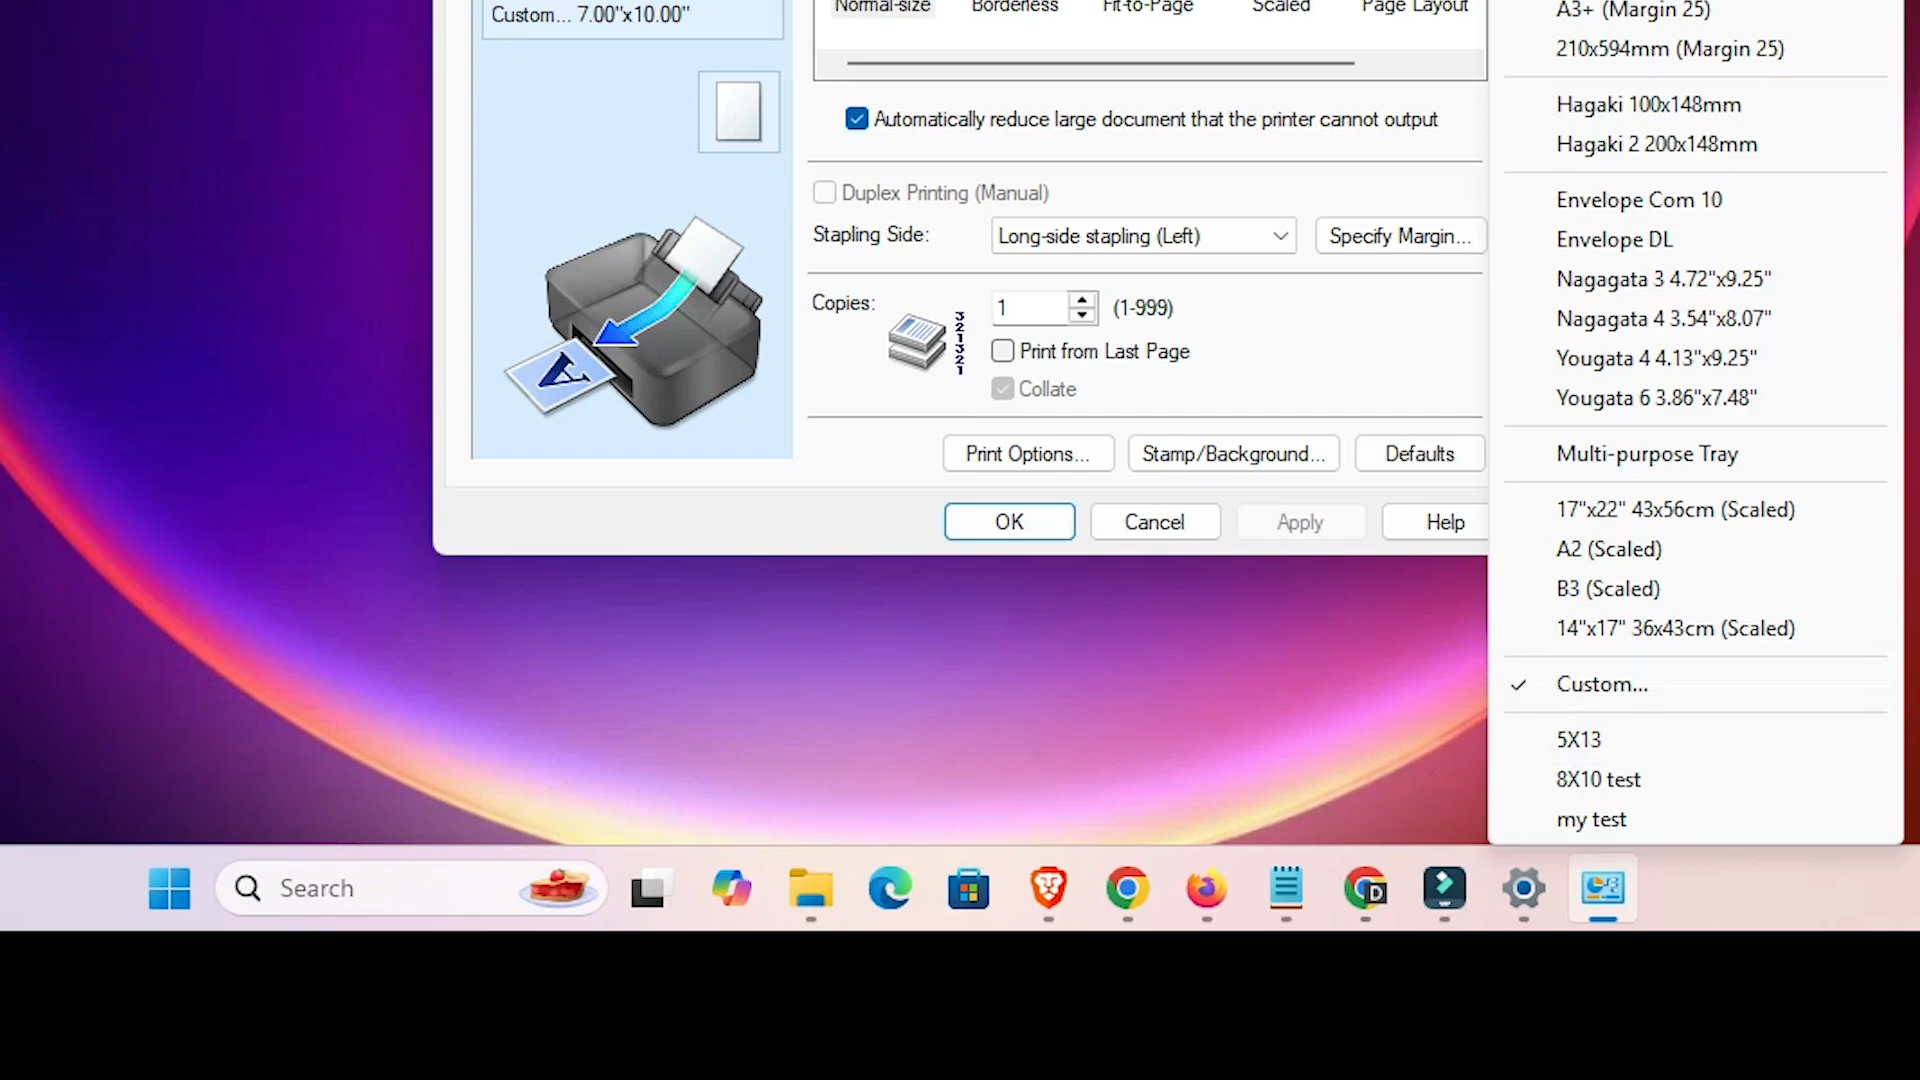 Custom... 7.00"x10.00"
Normal-size
Borderless
Fit-to-Page
Scaled
Page Layout
Automatically reduce large document that the printer cannot output
Duplex Printing (Manual)
Stapling Side:
Long-side stapling (Left)
Specify Margin...
Copies:
1
(1-999)
Print from Last Page
Collate
3 2 1 3 2 1
A
Print Options...
Stamp/Background...
Defaults
OK
Cancel
Apply
Help
A3+ (Margin 25)
210x594mm (Margin 25)
Hagaki 100x148mm
Hagaki 2 200x148mm
Envelope Com 10
Envelope DL
Nagagata 3 4.72"x9.25"
Nagagata 4 3.54"x8.07"
Yougata 4 4.13"x9.25"
Yougata 6 3.86"x7.48"
Multi-purpose Tray
17"x22" 43x56cm (Scaled)
A2 (Scaled)
B3 (Scaled)
14"x17" 36x43cm (Scaled)
Custom...
5X13
8X10 test
my test
Search
D